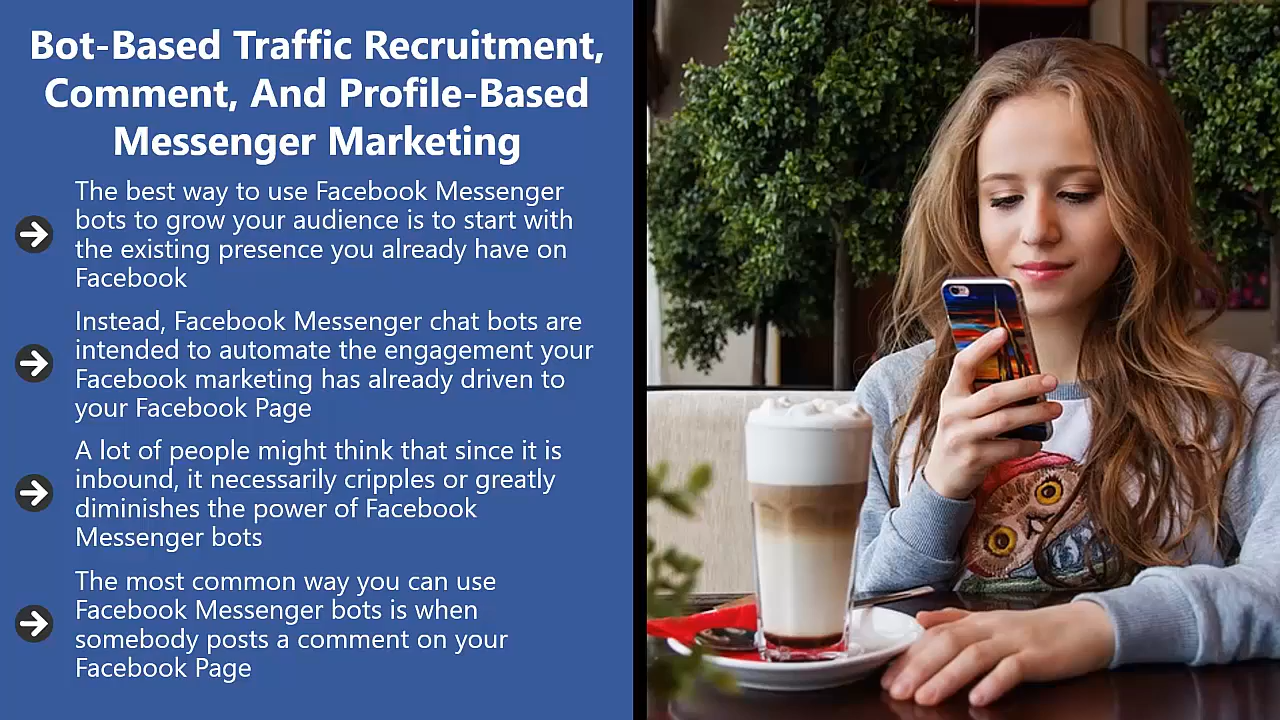 Bot-Based Traffic Recruitment,
Comment, And Profile-Based
Messenger Marketing
The best way to use Facebook Messenger
bots to grow your audience is to start with
the existing presence you already have on
Facebook
Instead, Facebook Messenger chat bots are
intended to automate the engagement your
Facebook marketing has already driven to
your Facebook Page
A lot of people might think that since it is
inbound, it necessarily cripples or greatly
diminishes the power of Facebook
Messenger bots
The most common way you can use
Facebook Messenger bots is when
somebody posts a comment on your
Facebook Page